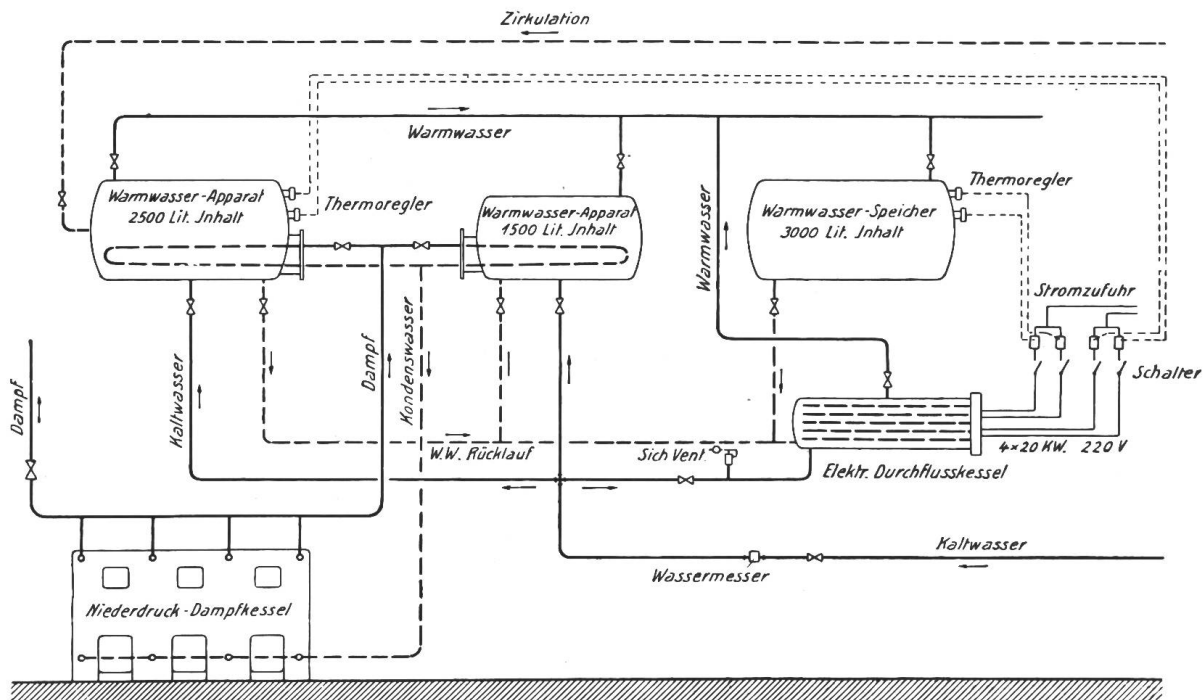 Zirkulation
Warmwasser
Warmwasser-Apparat
2500 Lit. Jnhalt
Thermoregler
Warmwasser-Apparat
1500 Lit. Jnhalt
Warmwasser
Warmwasser-Speicher
3000 Lit. Jnhalt
Thermoregler
Stromzufuhr
Schalter
Dampf
Kaltwasser
Dampf
Kondenswasser
W.W. Rücklauf
Sich Vent.
4×20 KW. 220 V
Elektr. Durchflusskessel
Kaltwasser
Wassermesser
Niederdruck-Dampfkessel